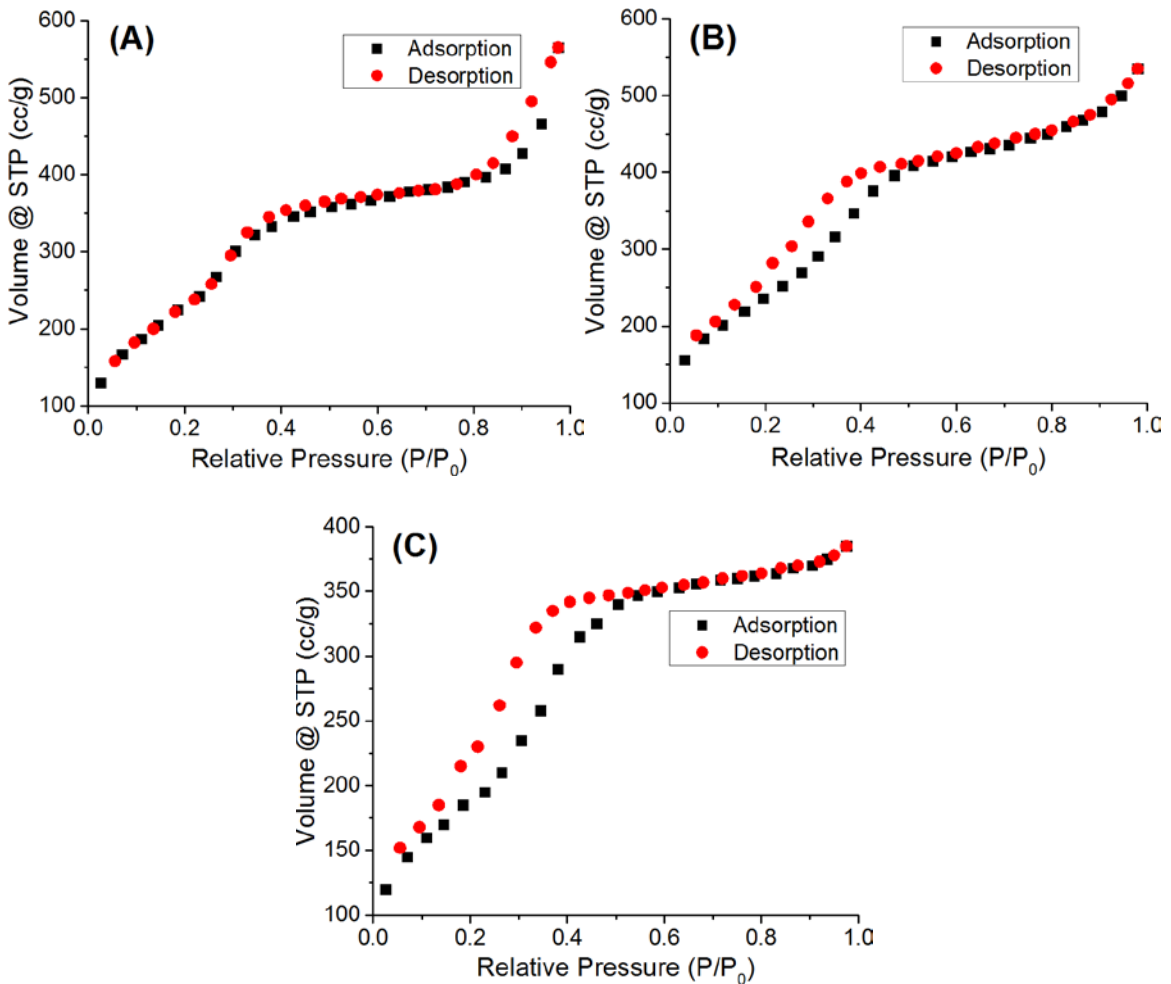 (A)
Adsorption
Desorption
Volume @ STP (cc/g)
600
500
400
300
200
100
0.0 0.2 0.4 0.6 0.8 1.0
Relative Pressure (P/P₀)
(B)
Adsorption
Desorption
Volume @ STP (cc/g)
600
500
400
300
200
100
0.0 0.2 0.4 0.6 0.8 1.0
Relative Pressure (P/P₀)
(C)
Adsorption
Desorption
Volume @ STP (cc/g)
400
350
300
250
200
150
100
0.0 0.2 0.4 0.6 0.8 1.0
Relative Pressure (P/P₀)